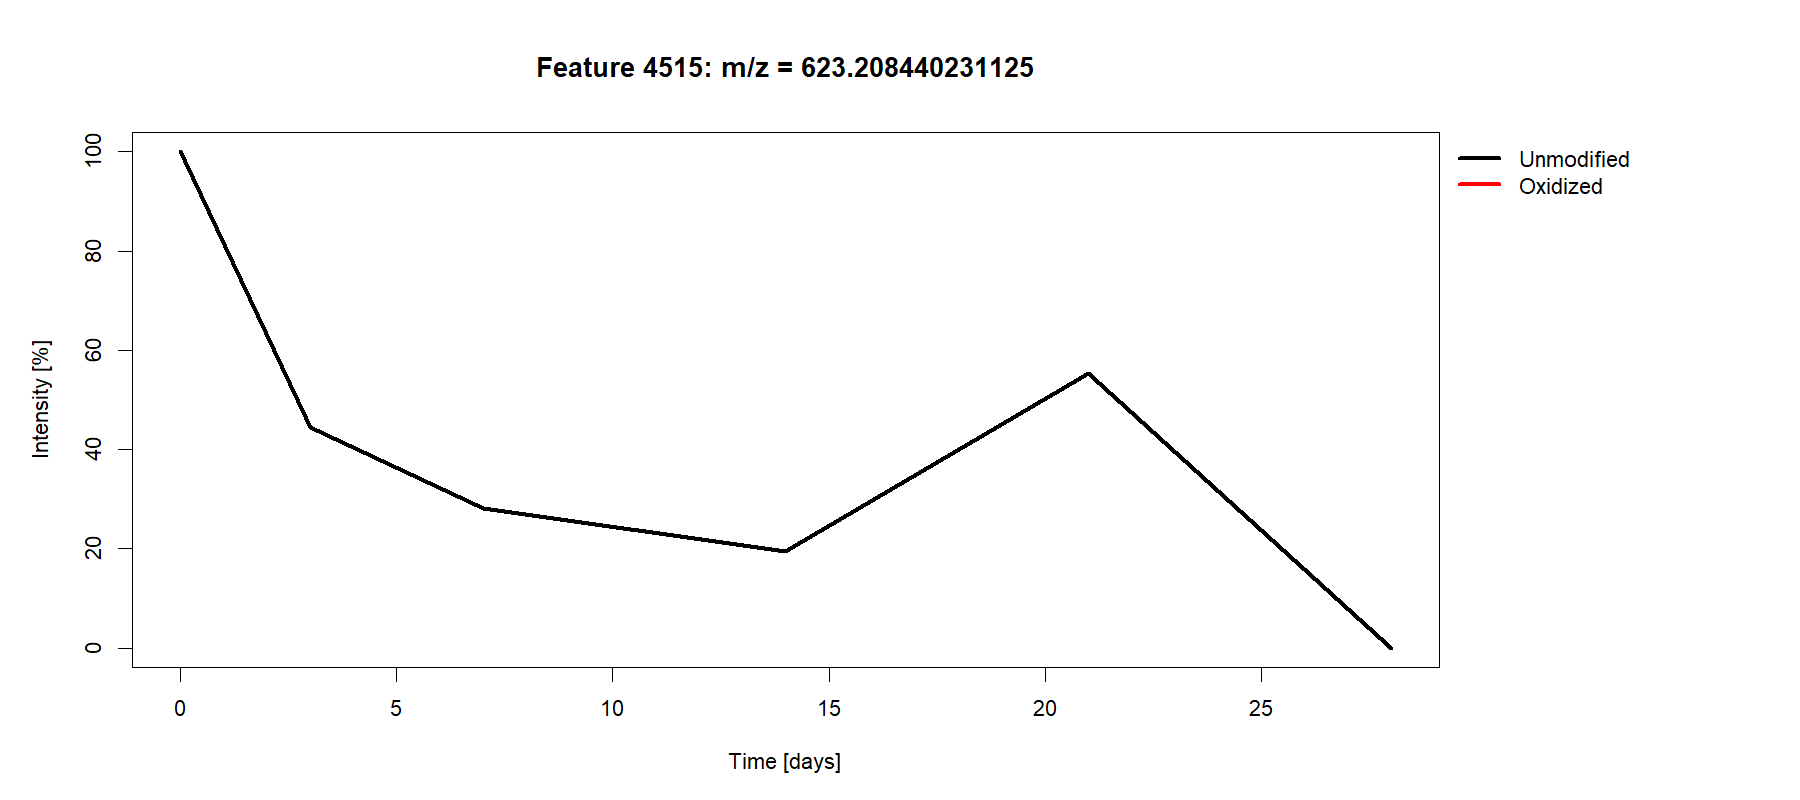 Feature 4515: m/z = 623.208440231125
Unmodified
Oxidized
Intensity [%]
100
80
60
40
20
0
0 5 10 15 20 25
Time [days]